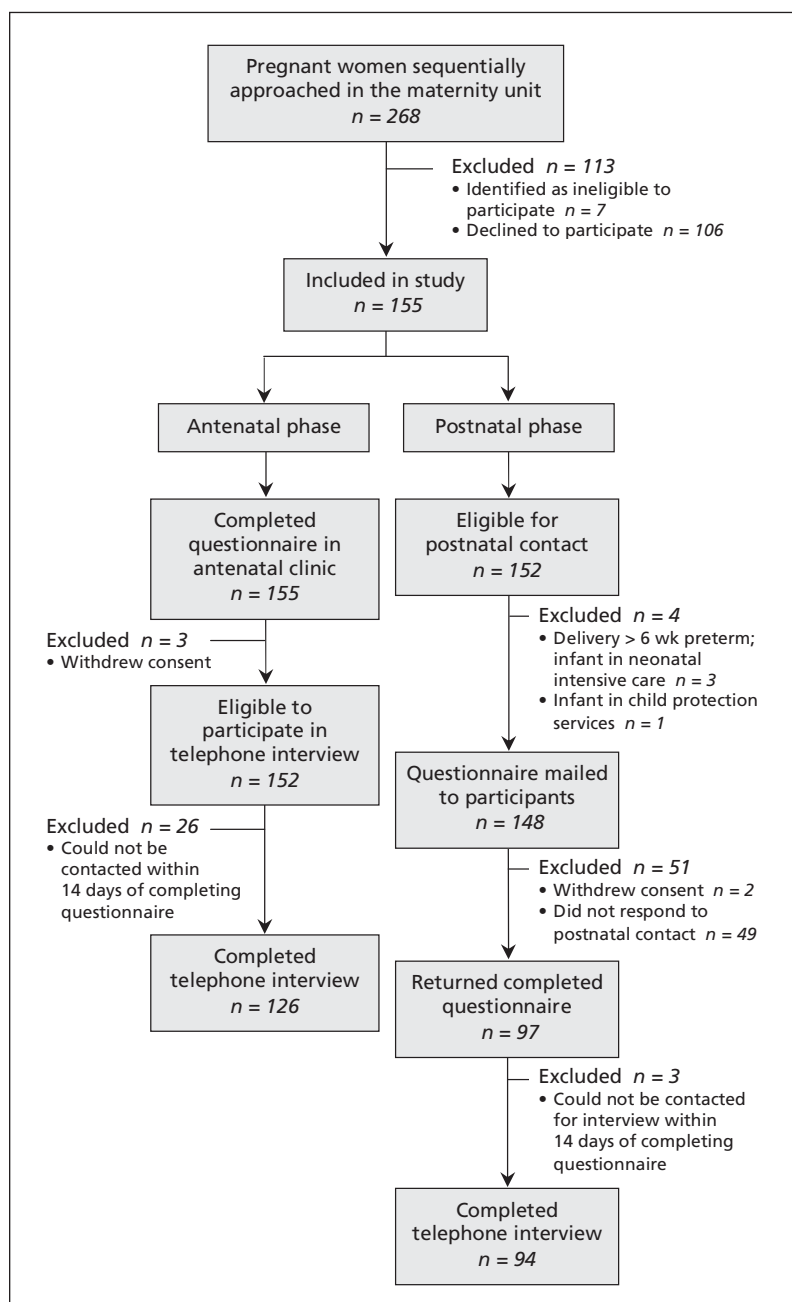 Pregnant women sequentially
approached in the maternity unit
n = 268
Excluded n = 113
• Identified as ineligible to
participate n = 7
• Declined to participate n = 106
Included in study
n = 155
Antenatal phase
Postnatal phase
Completed
questionnaire in
antenatal clinic
n = 155
Excluded n = 3
• Withdrew consent
Eligible to
participate in
telephone interview
n = 152
Excluded n = 26
• Could not be
contacted within
14 days of completing
questionnaire
Completed
telephone interview
n = 126
Eligible for
postnatal contact
n = 152
Excluded n = 4
• Delivery > 6 wk preterm;
infant in neonatal
intensive care n = 3
• Infant in child protection
services n = 1
Questionnaire mailed
to participants
n = 148
Excluded n = 51
• Withdrew consent n = 2
• Did not respond to
postnatal contact n = 49
Returned completed
questionnaire
n = 97
Excluded n = 3
• Could not be contacted
for interview within
14 days of completing
questionnaire
Completed
telephone interview
n = 94